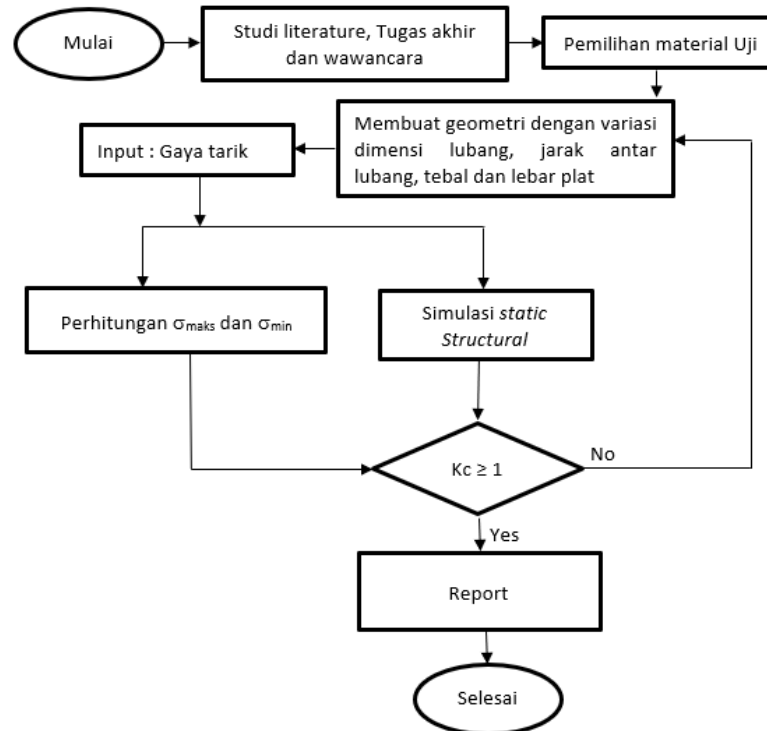 Mulai
Studi literature, Tugas akhir
dan wawancara
Pemilihan material Uji
Membuat geometri dengan variasi
dimensi lubang, jarak antar
lubang, tebal dan lebar plat
Input : Gaya tarik
Perhitungan σmaks dan σmin
Simulasi static
Structural
Kc ≥ 1
No
Yes
Report
Selesai